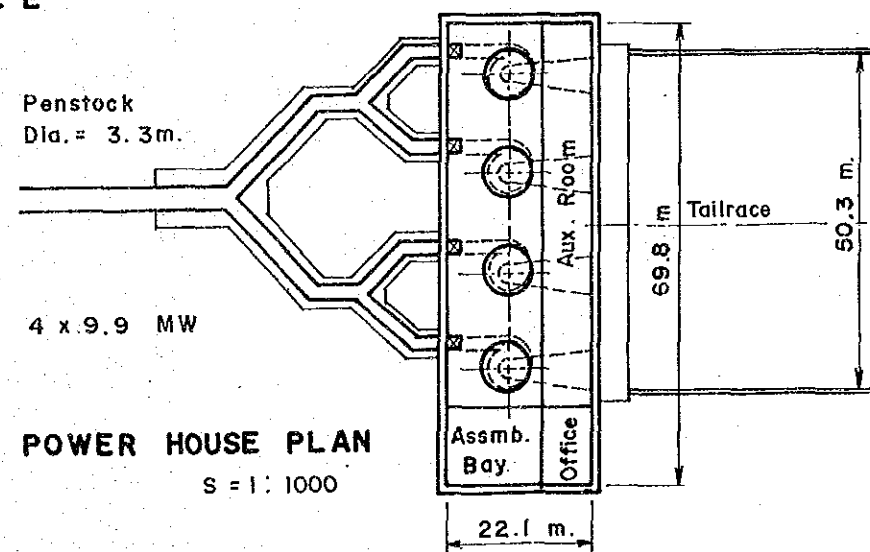 Penstock
Dia. = 3.3m.
4 x 9.9 MW
POWER HOUSE PLAN
S = 1 : 1000
Aux. Room
Assmb.
Bay.
Office
69.8 m
Tailrace
50.3 m.
22.1 m.